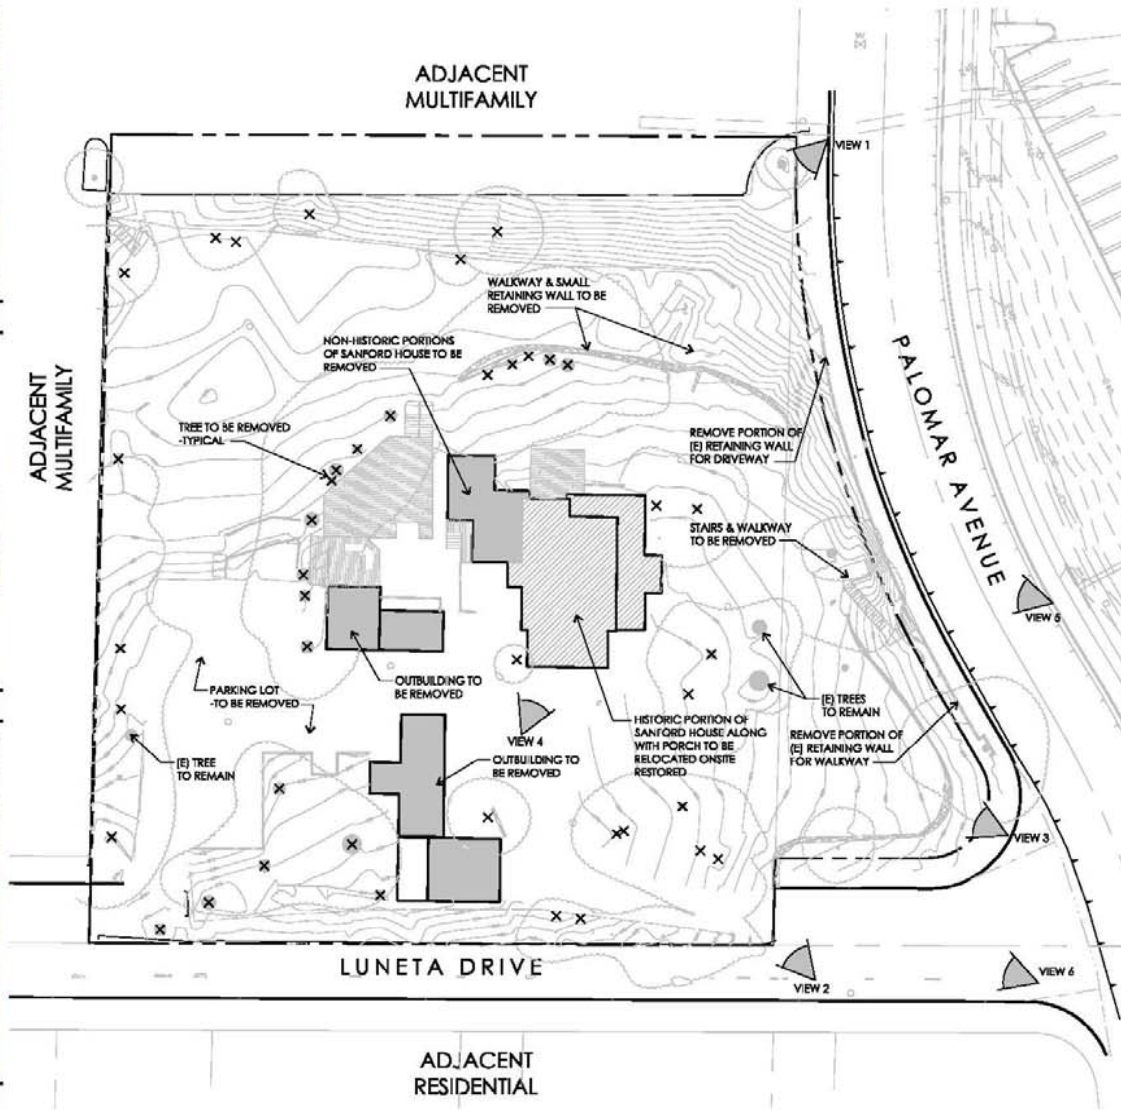 ADJACENT
MULTIFAMILY
VIEW 1
WALKWAY & SMALL
RETAINING WALL TO BE
REMOVED
NON-HISTORIC PORTIONS
OF SANFORD HOUSE TO BE
REMOVED
ADJACENT
MULTIFAMILY
PALOMAR AVENUE
TREE TO BE REMOVED
-TYPICAL
REMOVE PORTION OF
(E) RETAINING WALL
FOR DRIVEWAY
STAIRS & WALKWAY
TO BE REMOVED
VIEW 5
OUTBUILDING TO
BE REMOVED
PARKING LOT
-TO BE REMOVED
(E) TREES
TO REMAIN
HISTORIC PORTION OF
SANFORD HOUSE ALONG
WITH PORCH TO BE
RELOCATED ONSITE
RESTORED
REMOVE PORTION OF
(E) RETAINING WALL
FOR WALKWAY
VIEW 4
(E) TREE
TO REMAIN
OUTBUILDING TO
BE REMOVED
VIEW 3
LUNETA DRIVE
VIEW 2
VIEW 6
ADJACENT
RESIDENTIAL